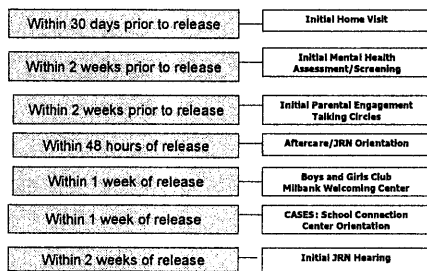 Within 30 days prior to release
Initial Home Visit
Within 2 weeks prior to release
Initial Mental Health
Assessment/Screening
Within 2 weeks prior to release
Initial Parental Engagement
Talking Circles
Within 48 hours of release
Aftercare/JRN Orientation
Within 1 week of release
Boys and Girls Club
Milbank Welcoming Center
Within 1 week of release
CASES: School Connection
Center Orientation
Within 2 weeks of release
Initial JRN Hearing